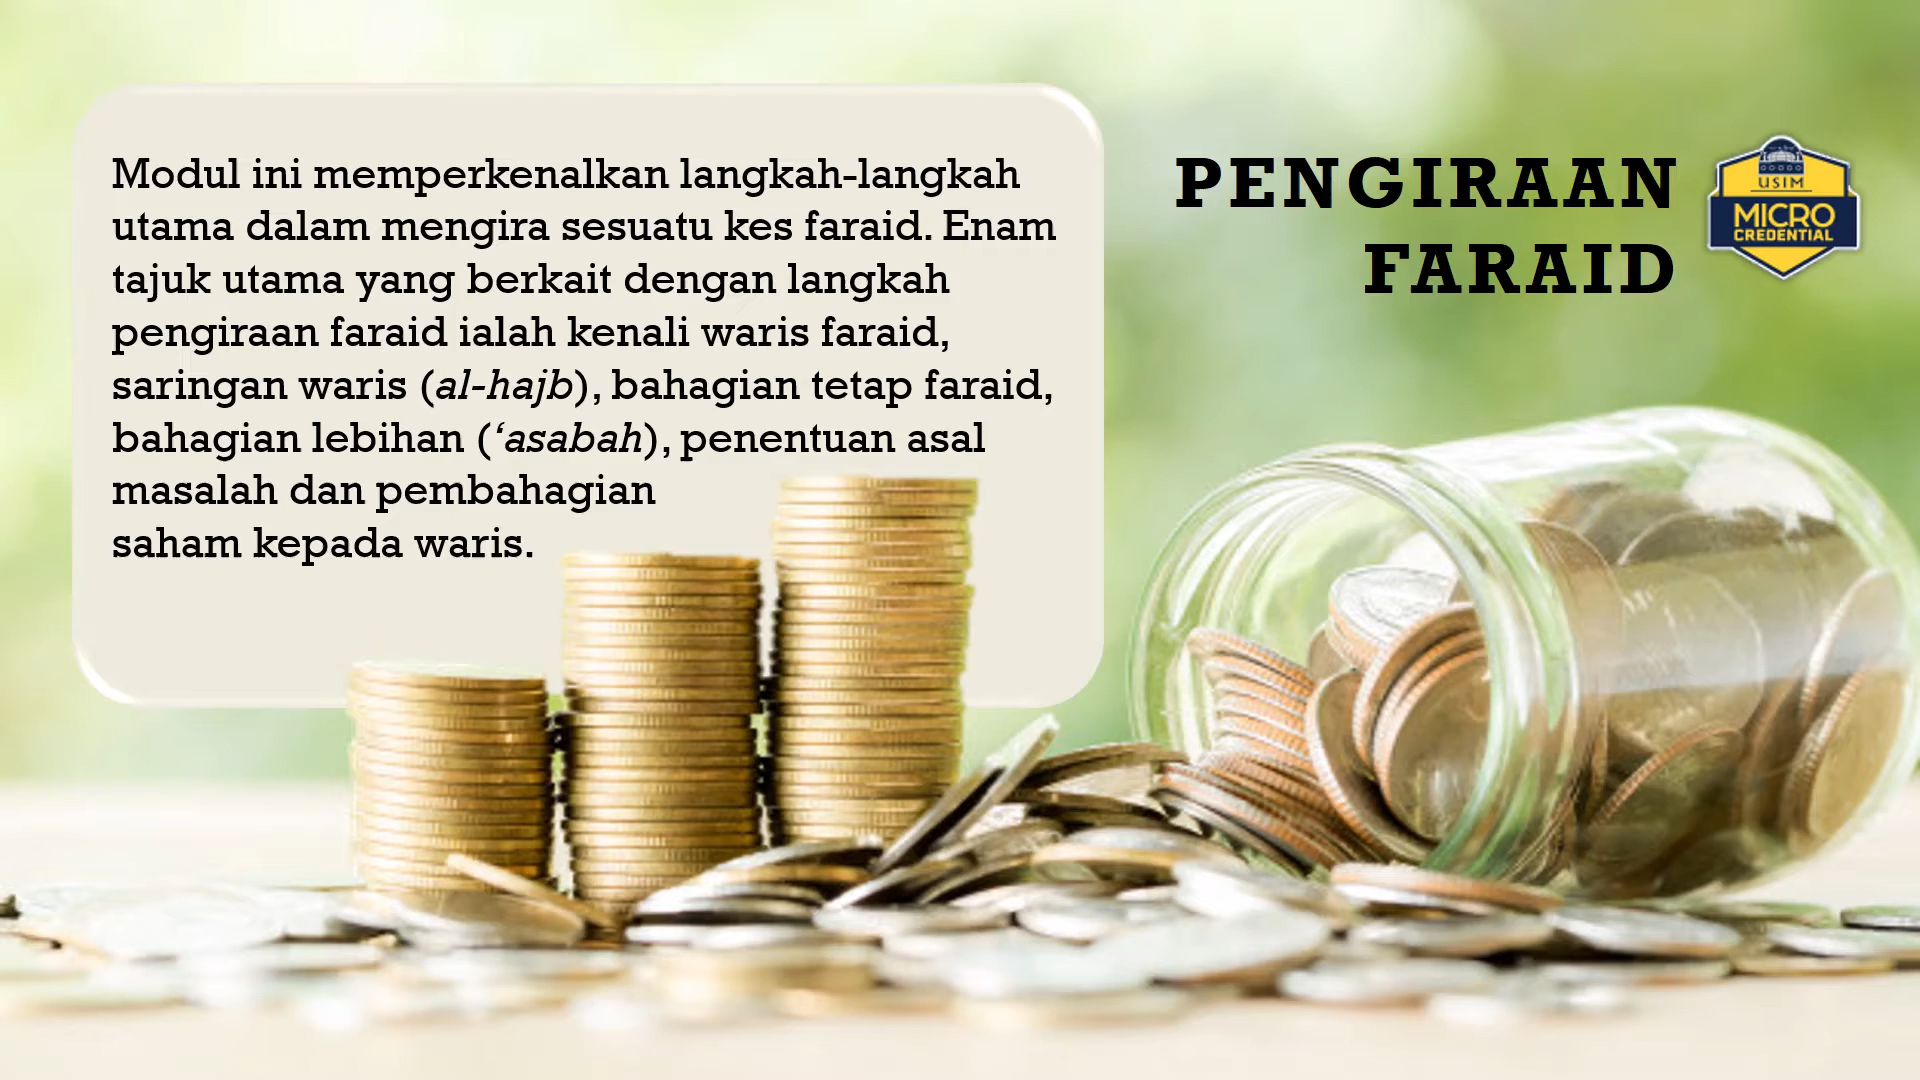 Modul ini memperkenalkan langkah-langkah
utama dalam mengira sesuatu kes faraid. Enam
tajuk utama yang berkait dengan langkah
pengiraan faraid ialah kenali waris faraid,
saringan waris (al-hajb), bahagian tetap faraid,
bahagian lebihan (‘asabah), penentuan asal
masalah dan pembahagian
saham kepada waris.
PENGIRAAN
FARAID
USIM
MICRO
CREDENTIAL